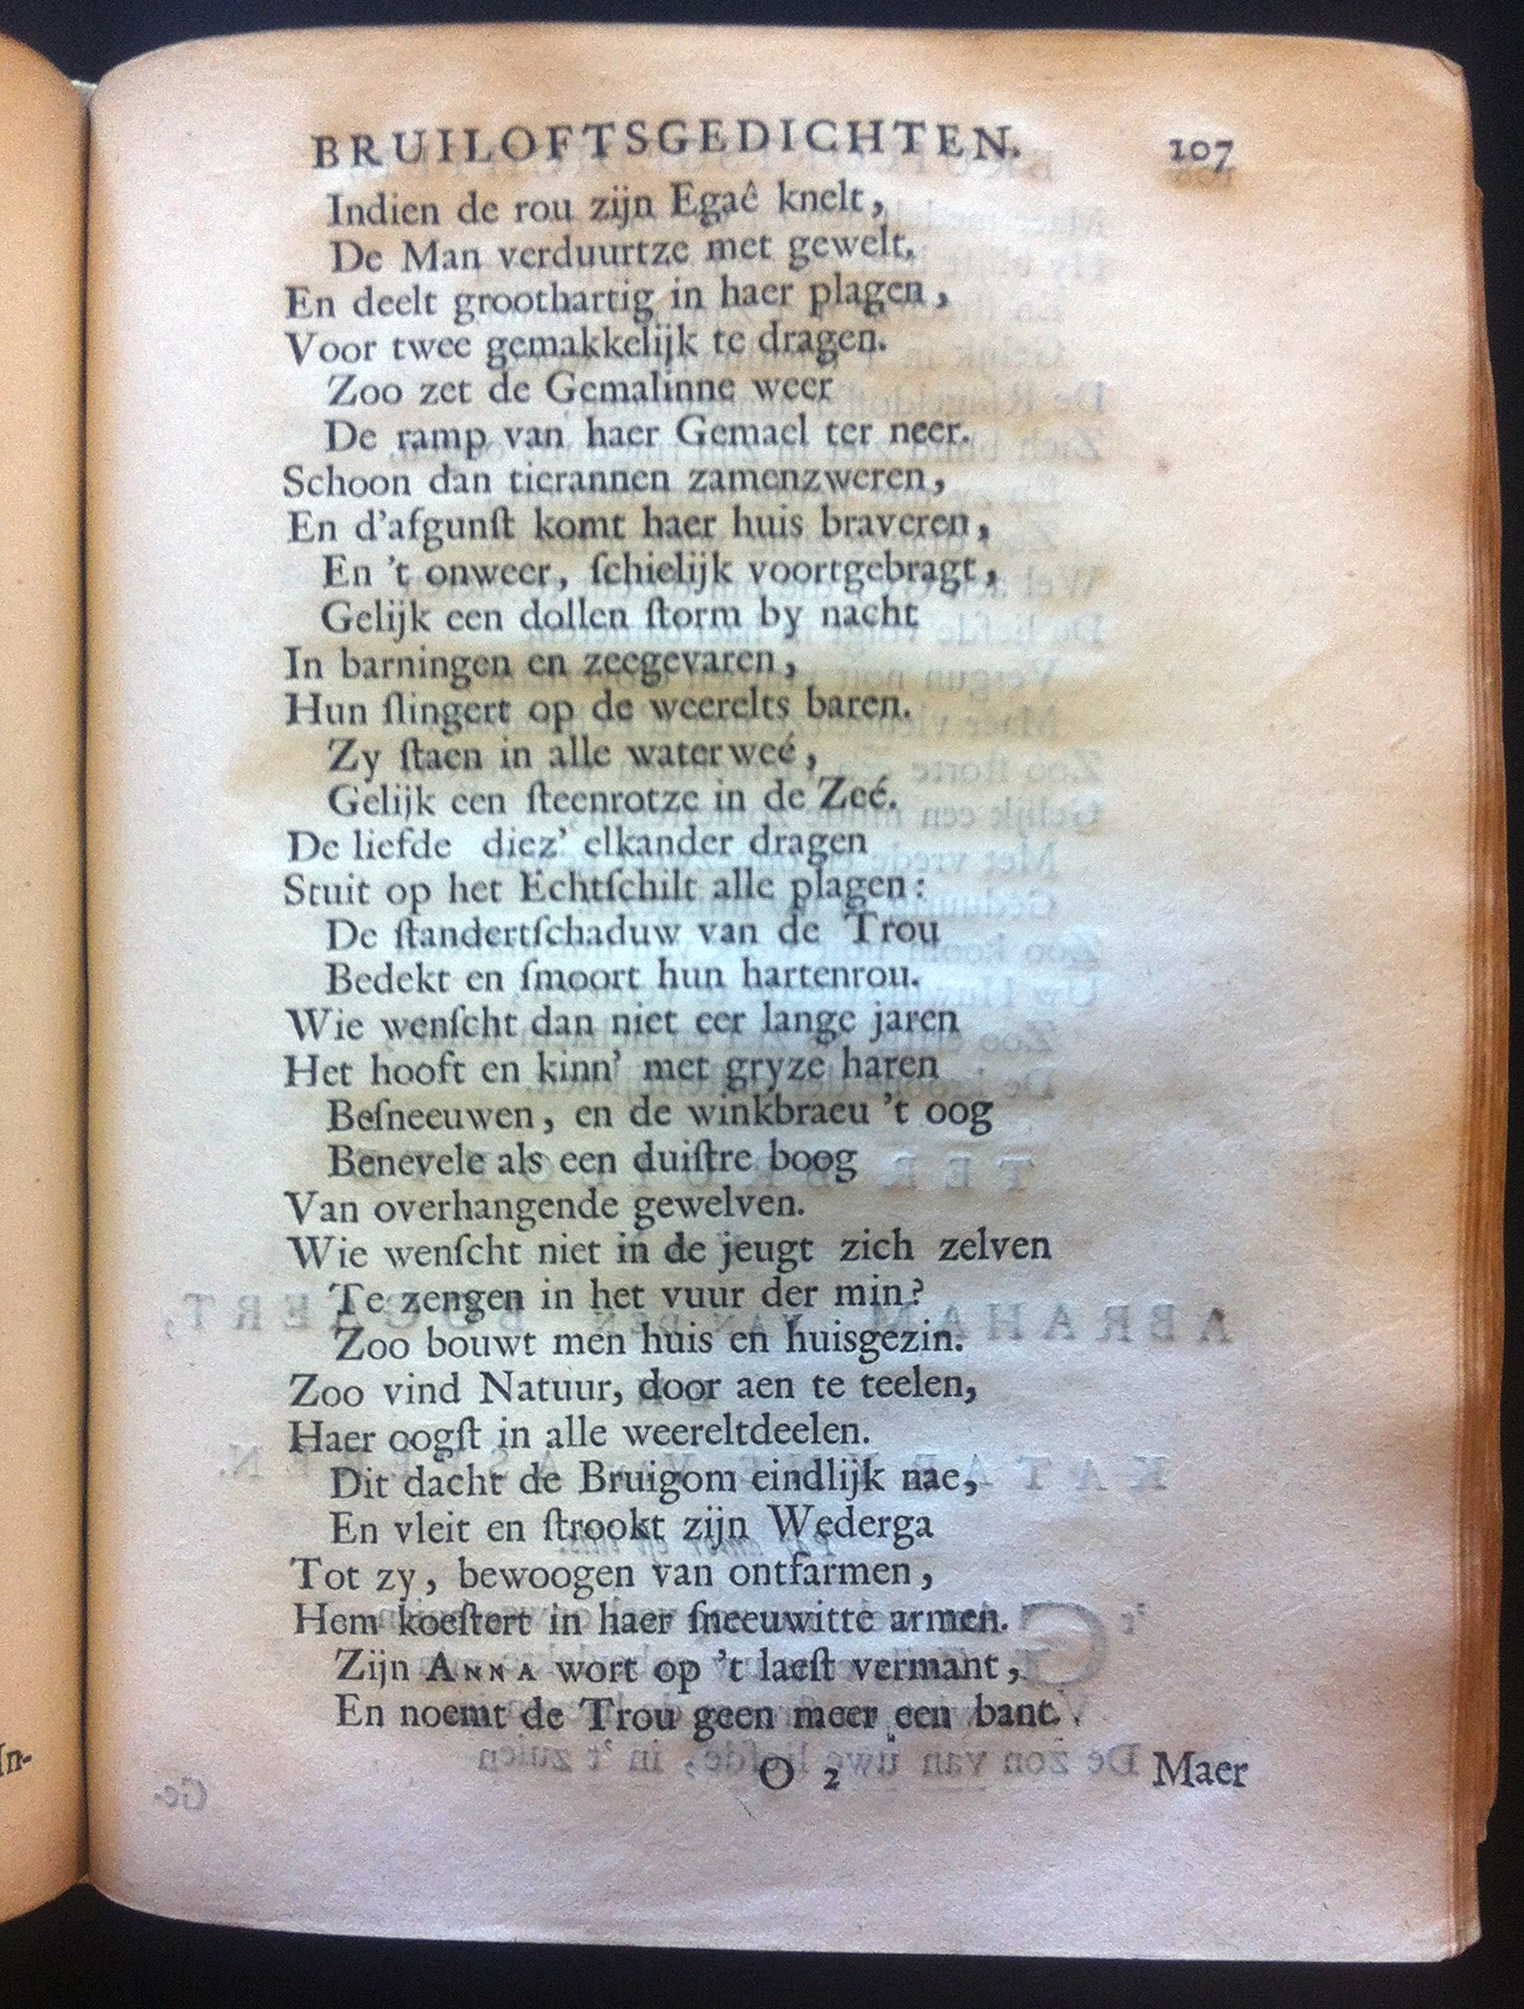 BRUILOFTSGEDICHTEN. 107
Indien de rou zijn Egaê knelt,
De Man verduurtze met gewelt,
En deelt groothartig in haer plagen,
Voor twee gemakkelijk te dragen.
Zoo zet de Gemalinne weer
De ramp van haer Gemael ter neer.
Schoon dan tierannen zamenzweren,
En d'afgunſt komt haer huis braveren,
En 't onweer, ſchielijk voortgebragt,
Gelijk een dollen ſtorm by nacht
In barningen en zeegevaren,
Hun ſlingert op de weerelts baren.
Zy ſtaen in alle waterweé,
Gelijk een ſteenrotze in de Zeé.
De liefde diez' elkander dragen
Stuit op het Echtſchilt alle plagen:
De ſtandertſchaduw van de Trou
Bedekt en ſmoort hun hartenrou.
Wie wenſcht dan niet eer lange jaren
Het hooft en kinn' met gryze haren
Beſneeuwen, en de winkbraeu 't oog
Benevele als een duiſtre boog
Van overhangende gewelven.
Wie wenſcht niet in de jeugt zich zelven
Te zengen in het vuur der min?
Zoo bouwt men huis en huisgezin.
Zoo vind Natuur, door aen te teelen,
Haer oogſt in alle weereltdeelen.
Dit dacht de Bruigom eindlijk nae,
En vleit en ſtrookt zijn Wederga
Tot zy, bewoogen van ontfarmen,
Hem koeſtert in haer ſneeuwitte armen.
Zijn ANNA wort op 't laeſt vermant,
En noemt de Trou geen meer een bant.
O 2 Maer
In-